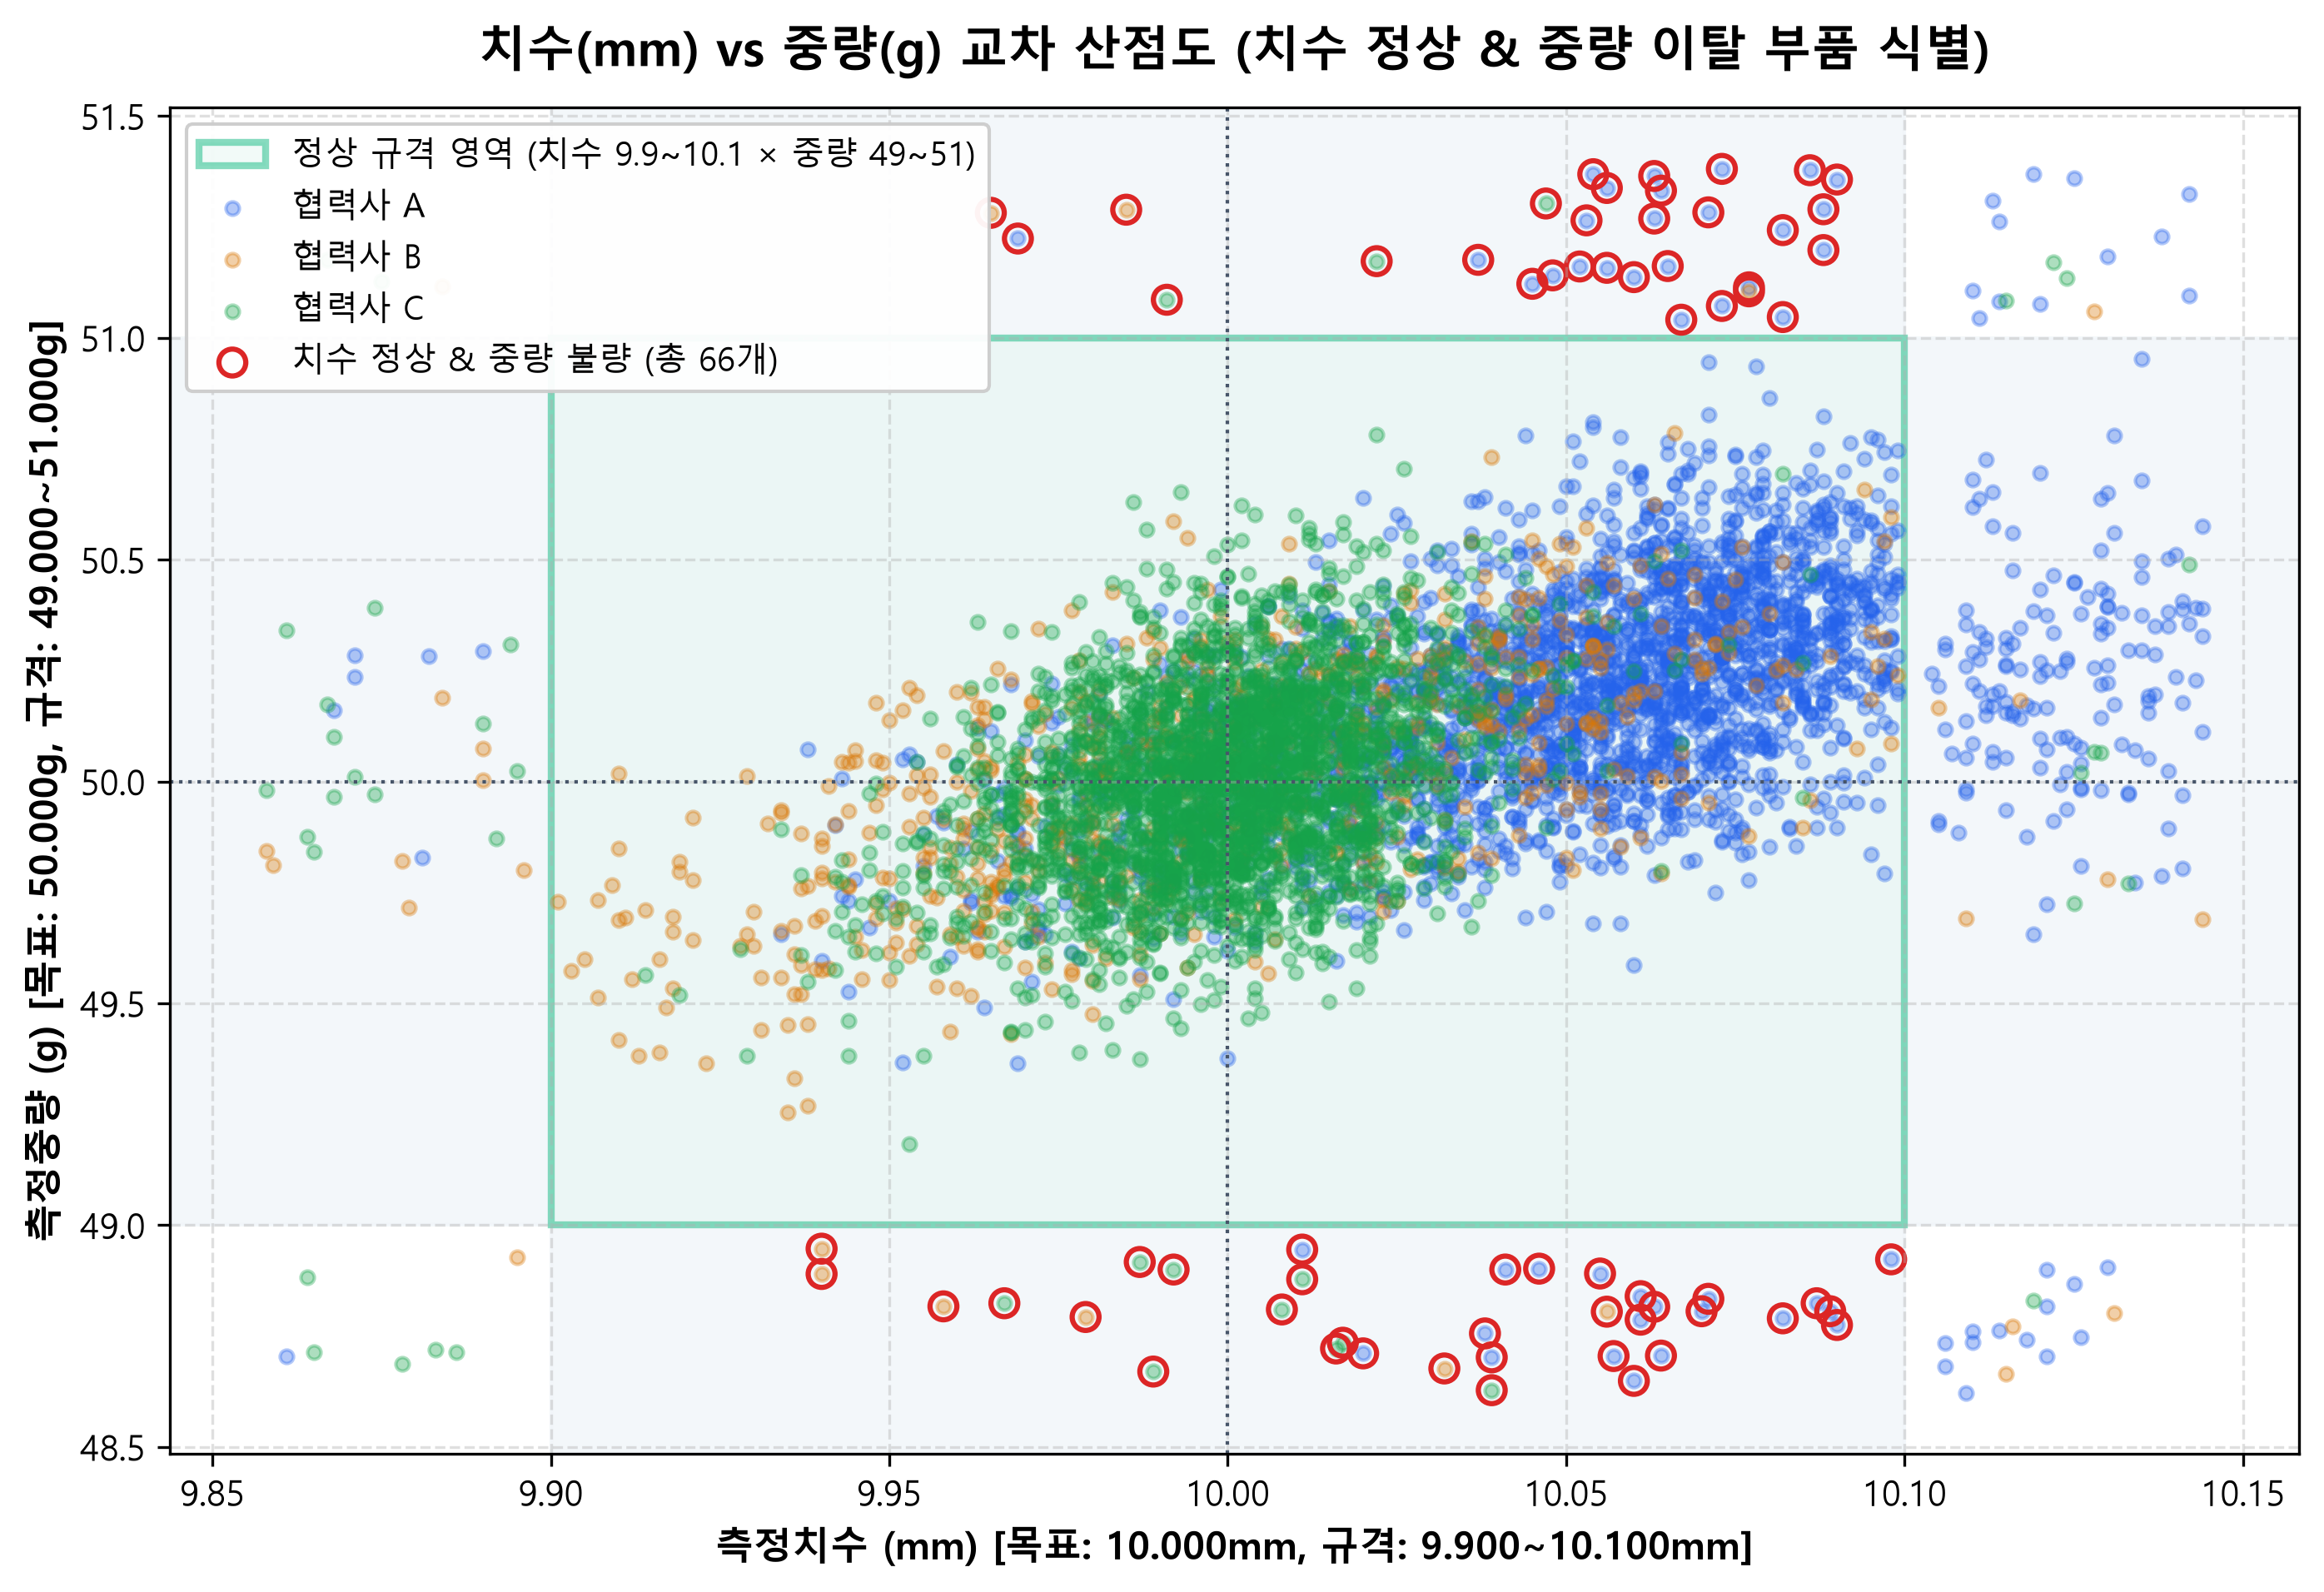 치수(mm) vs 중량(g) 교차 산점도 (치수 정상 & 중량 이탈 부품 식별)
정상 규격 영역 (치수 9.9~10.1 × 중량 49~51)
협력사 A
협력사 B
협력사 C
치수 정상 & 중량 불량 (총 66개)
측정중량 (g) [목표: 50.000g, 규격: 49.000~51.000g]
51.5
51.0
50.5
50.0
49.5
49.0
48.5
9.85 9.90 9.95 10.00 10.05 10.10 10.15
측정치수 (mm) [목표: 10.000mm, 규격: 9.900~10.100mm]